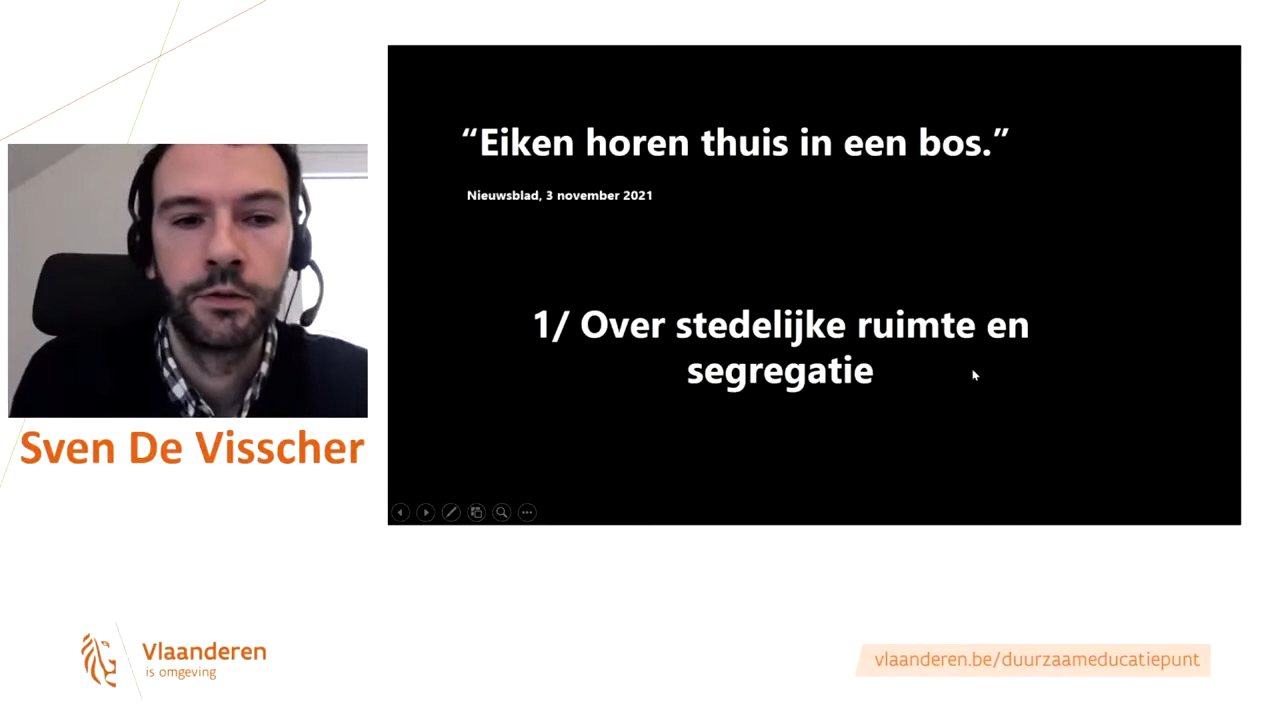 “Eiken horen thuis in een bos.”
Nieuwsblad, 3 november 2021
1/ Over stedelijke ruimte en
segregatie
Sven De Visscher
Vlaanderen
is omgeving
vlaanderen.be/duurzaameducatiepunt